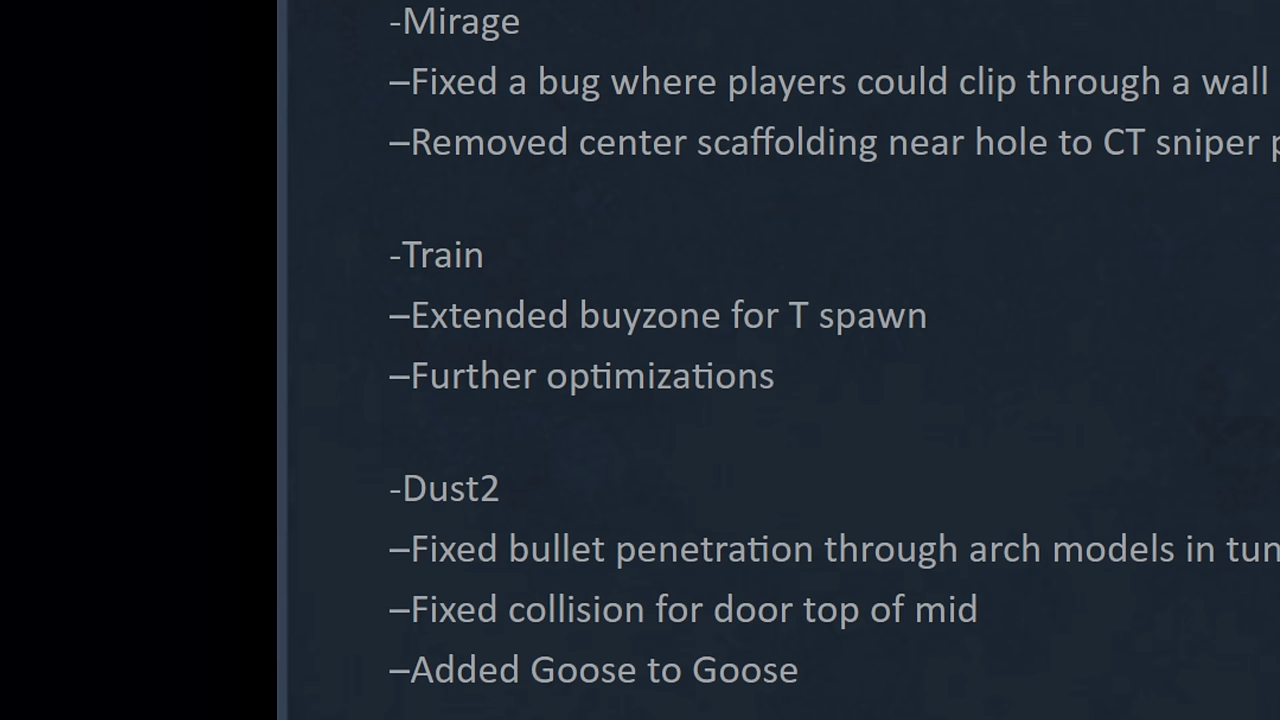 -Mirage
–Fixed a bug where players could clip through a wall
–Removed center scaffolding near hole to CT sniper
-Train
–Extended buyzone for T spawn
–Further optimizations
-Dust2
–Fixed bullet penetration through arch models in
–Fixed collision for door top of mid
–Added Goose to Goose